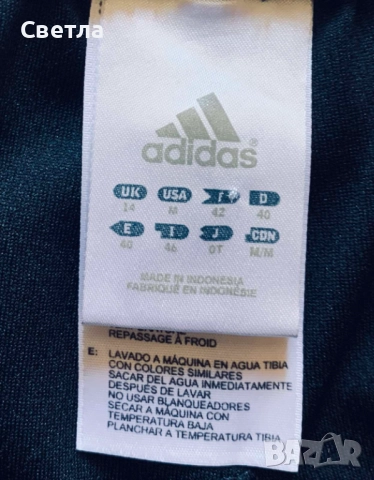 Светла
adidas®
UK USA F D
14 M 42 40
E I J CDN
40 46 OT M/M
MADE IN INDONESIA
FABRIQUÉ EN INDONÉSIE
REPASSAGE À FROID
E: LAVADO A MÁQUINA EN AGUA TIBIA
CON COLORES SIMILARES
SACAR DEL AGUA INMEDIATAMENTE
DESPUÉS DE LAVAR
NO USAR BLANQUEADORES
SECAR A MÁQUINA CON
TEMPERATURA BAJA
PLANCHAR A TEMPERATURA TIBIA
BAZAR